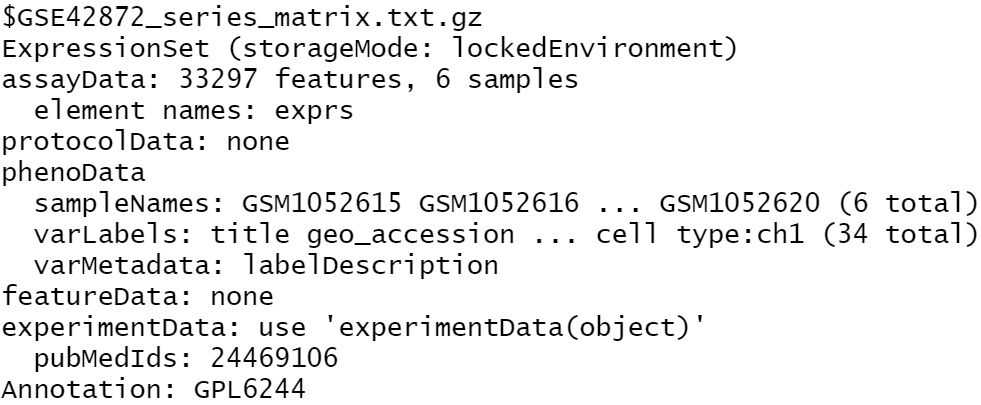 $GSE42872_series_matrix.txt.gz
ExpressionSet (storageMode: lockedEnvironment)
assayData: 33297 features, 6 samples
  element names: exprs
protocolData: none
phenoData
  sampleNames: GSM1052615 GSM1052616 ... GSM1052620 (6 total)
  varLabels: title geo_accession ... cell type:ch1 (34 total)
  varMetadata: labelDescription
featureData: none
experimentData: use 'experimentData(object)'
  pubMedIds: 24469106
Annotation: GPL6244